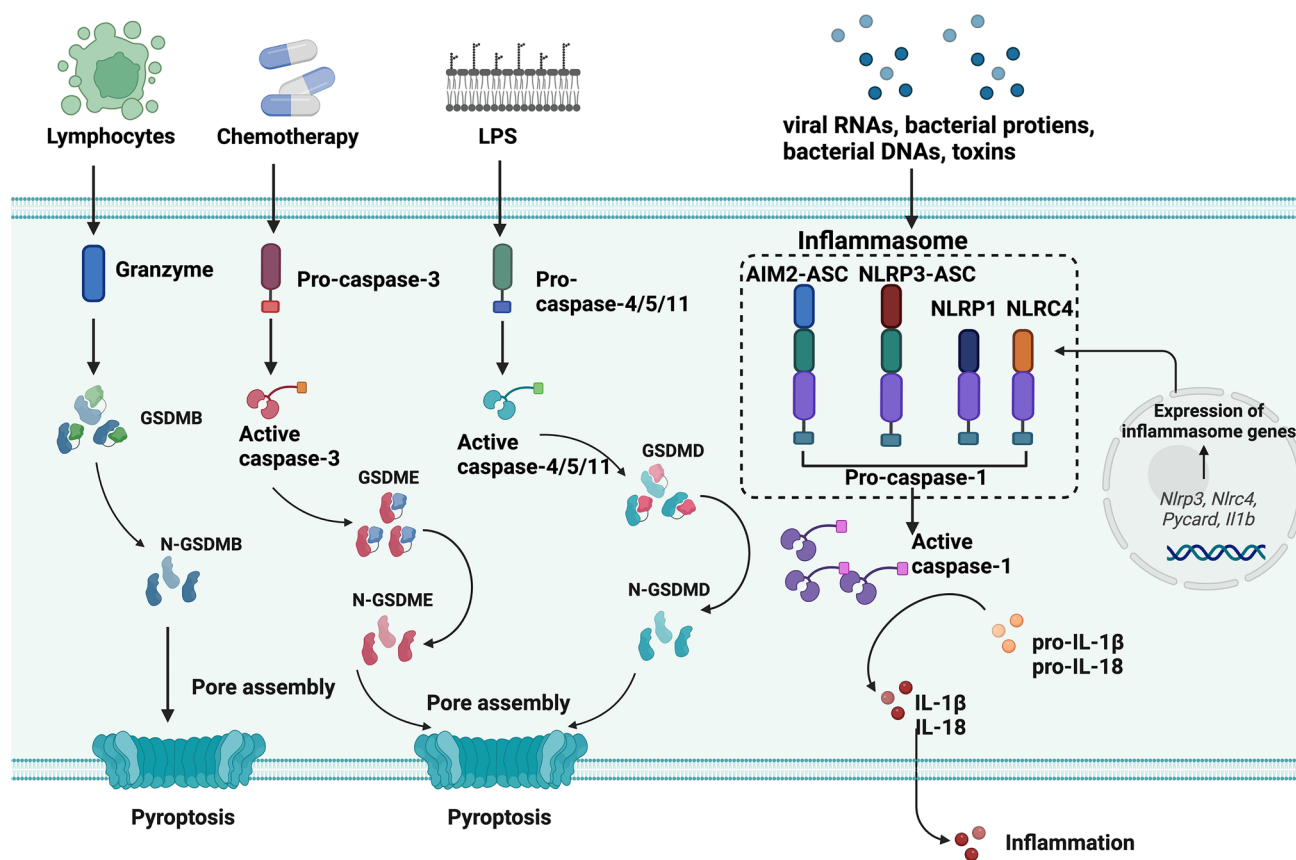 Lymphocytes
Chemotherapy
LPS
viral RNAs, bacterial protiens,
bacterial DNAs, toxins
Granzyme
Pro-caspase-3
Pro-
caspase-4/5/11
Inflammasome
AIM2-ASC
NLRP3-ASC
NLRP1
NLRC4
GSDMB
Active
caspase-3
Active
caspase-4/5/11
GSDME
GSDMD
Pro-caspase-1
Expression of
inflammasome genes
Nlrp3, Nlrc4,
Pycard, Il1b
N-GSDMB
N-GSDME
N-GSDMD
Active
caspase-1
pro-IL-1β
pro-IL-18
Pore assembly
Pore assembly
IL-1β
IL-18
Pyroptosis
Pyroptosis
Inflammation